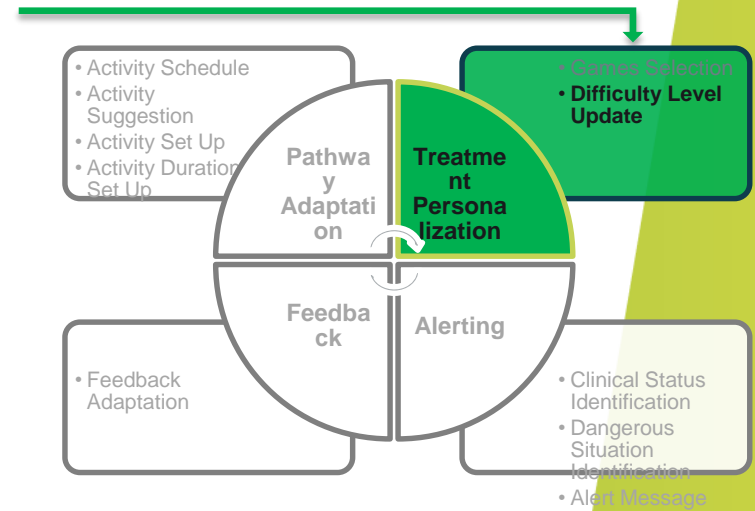 • Activity Schedule
• Activity
Suggestion
• Activity Set Up
• Activity Duration
Set Up
• Games Selection
• Difficulty Level
Update
Pathwa
y
Adaptati
on
Treatme
nt
Persona
lization
Feedba
ck
Alerting
• Feedback
Adaptation
• Clinical Status
Identification
• Dangerous
Situation
Identification
• Alert Message